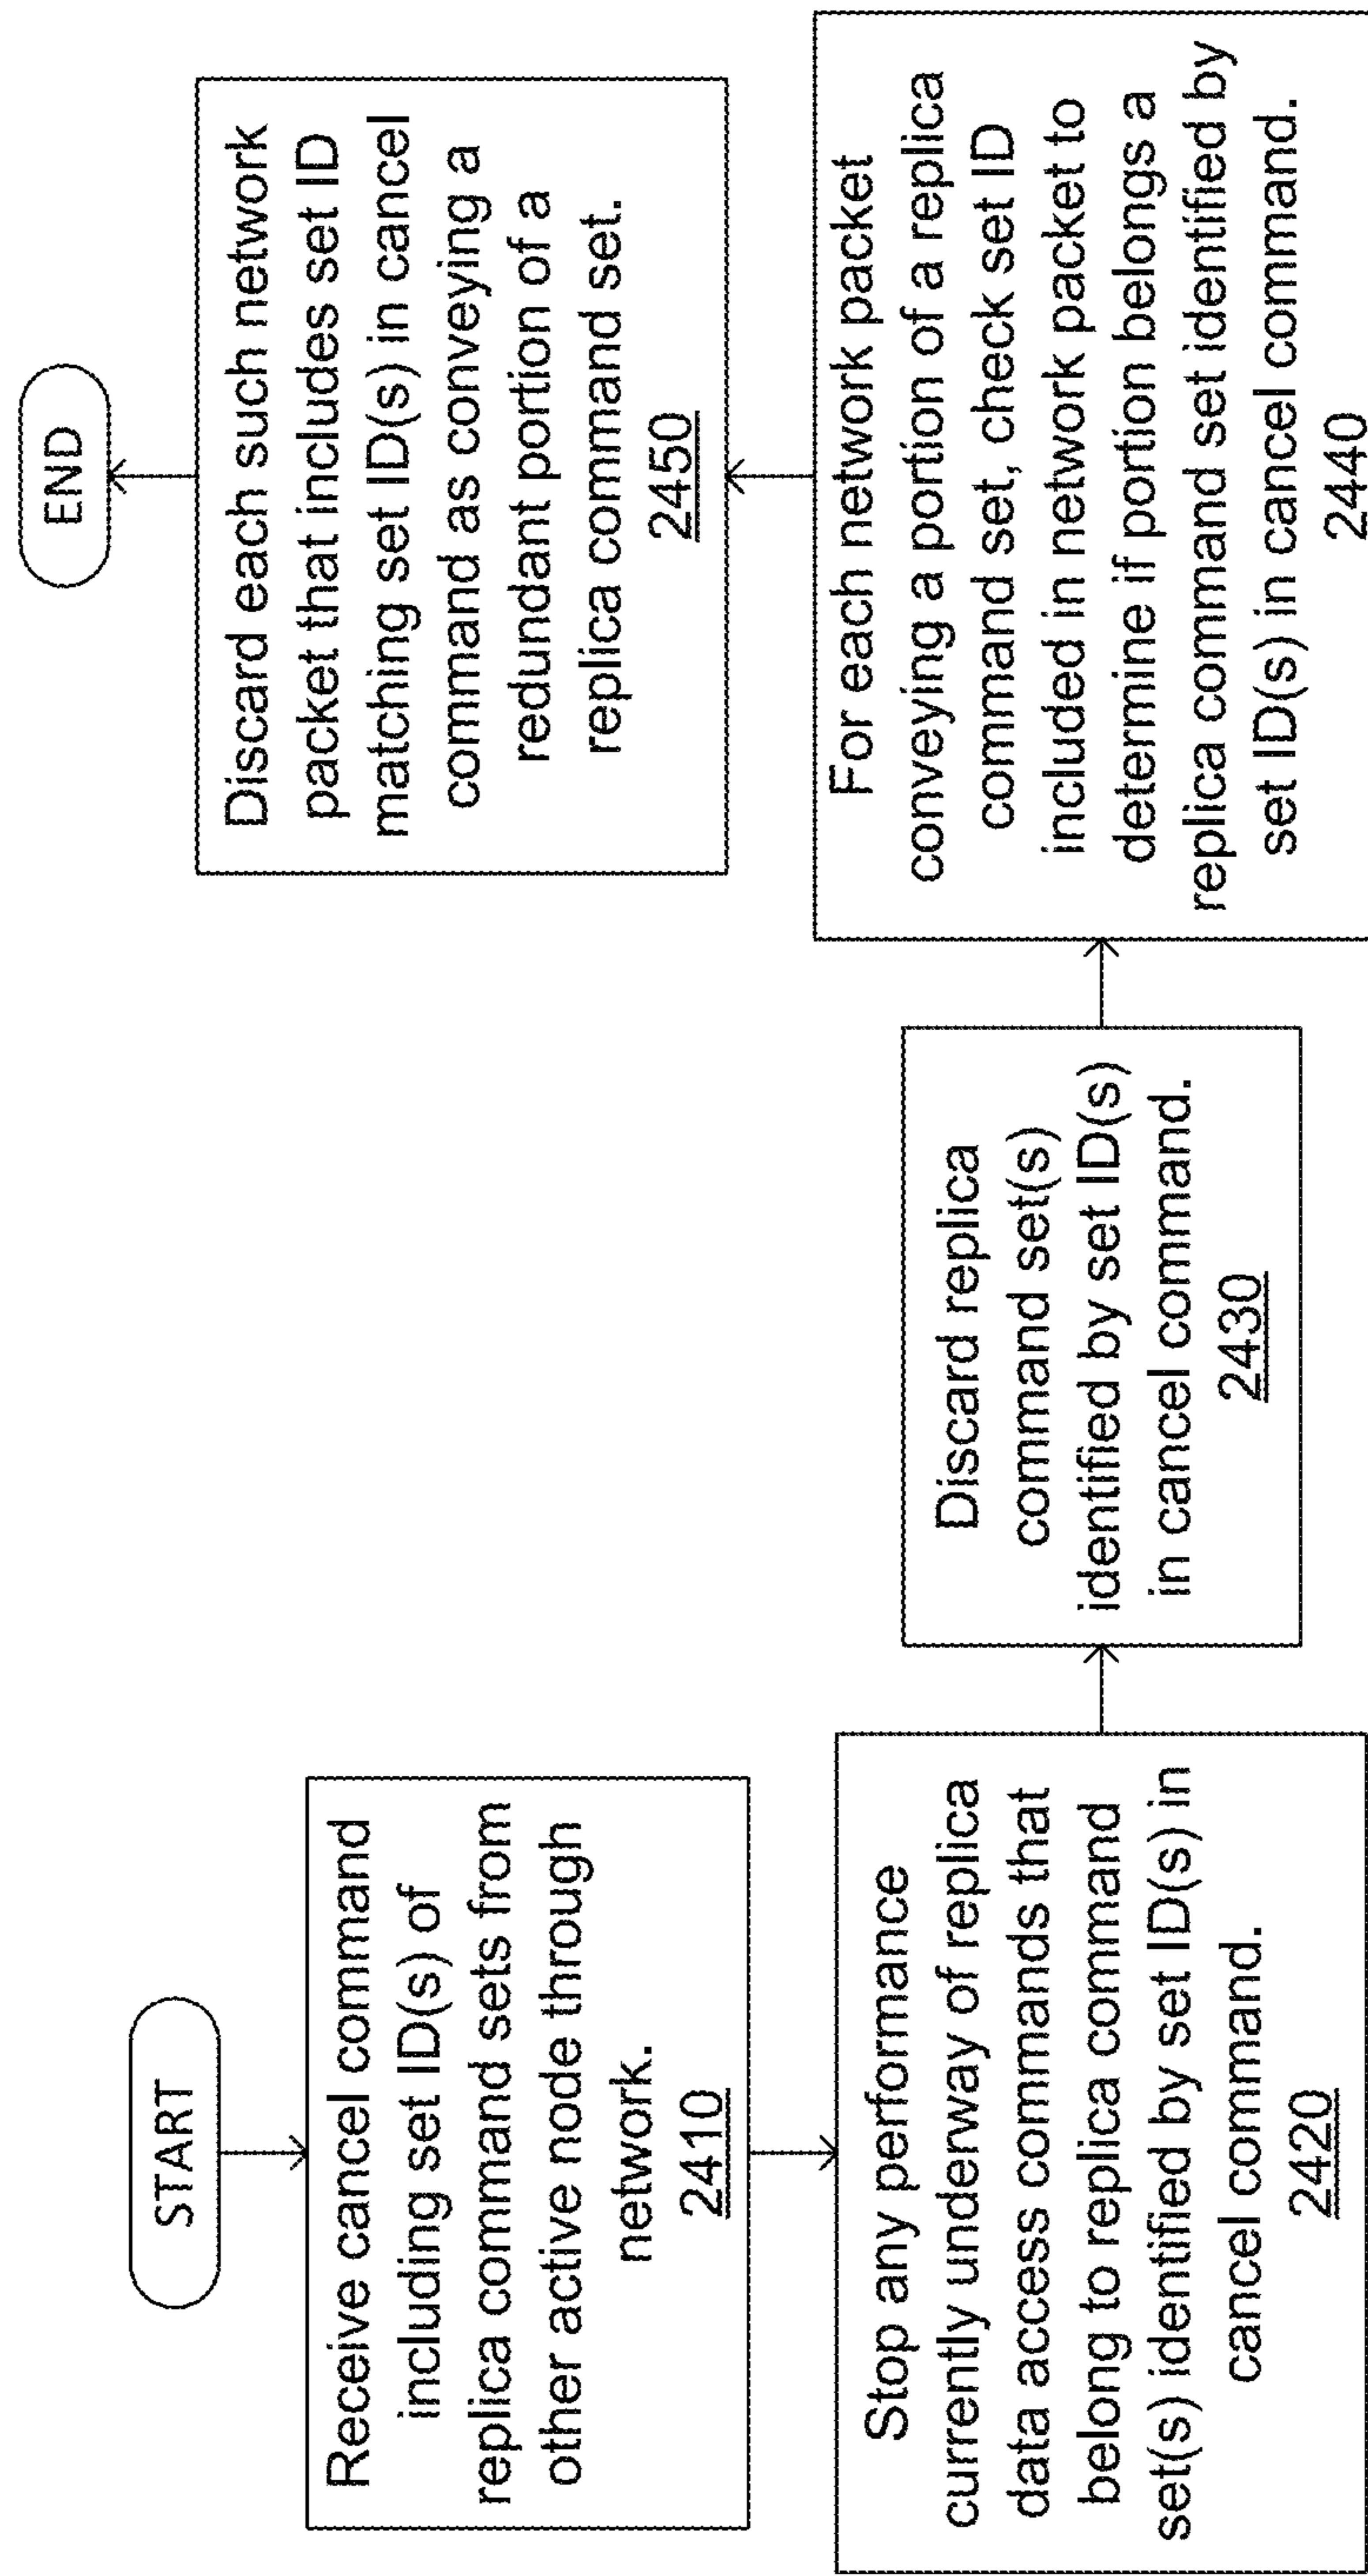 START
Receive cancel command
including set ID(s) of
replica command sets from
other active node through
network.
2410
Stop any performance
currently underway of replica
data access commands that
belong to replica command
set(s) identified by set ID(s) in
cancel command.
2420
Discard replica
command set(s)
identified by set ID(s)
in cancel command.
2430
For each network packet
conveying a portion of a replica
command set, check set ID
included in network packet to
determine if portion belongs a
replica command set identified by
set ID(s) in cancel command.
2440
Discard each such network
packet that includes set ID
matching set ID(s) in cancel
command as conveying a
redundant portion of a
replica command set.
2450
END